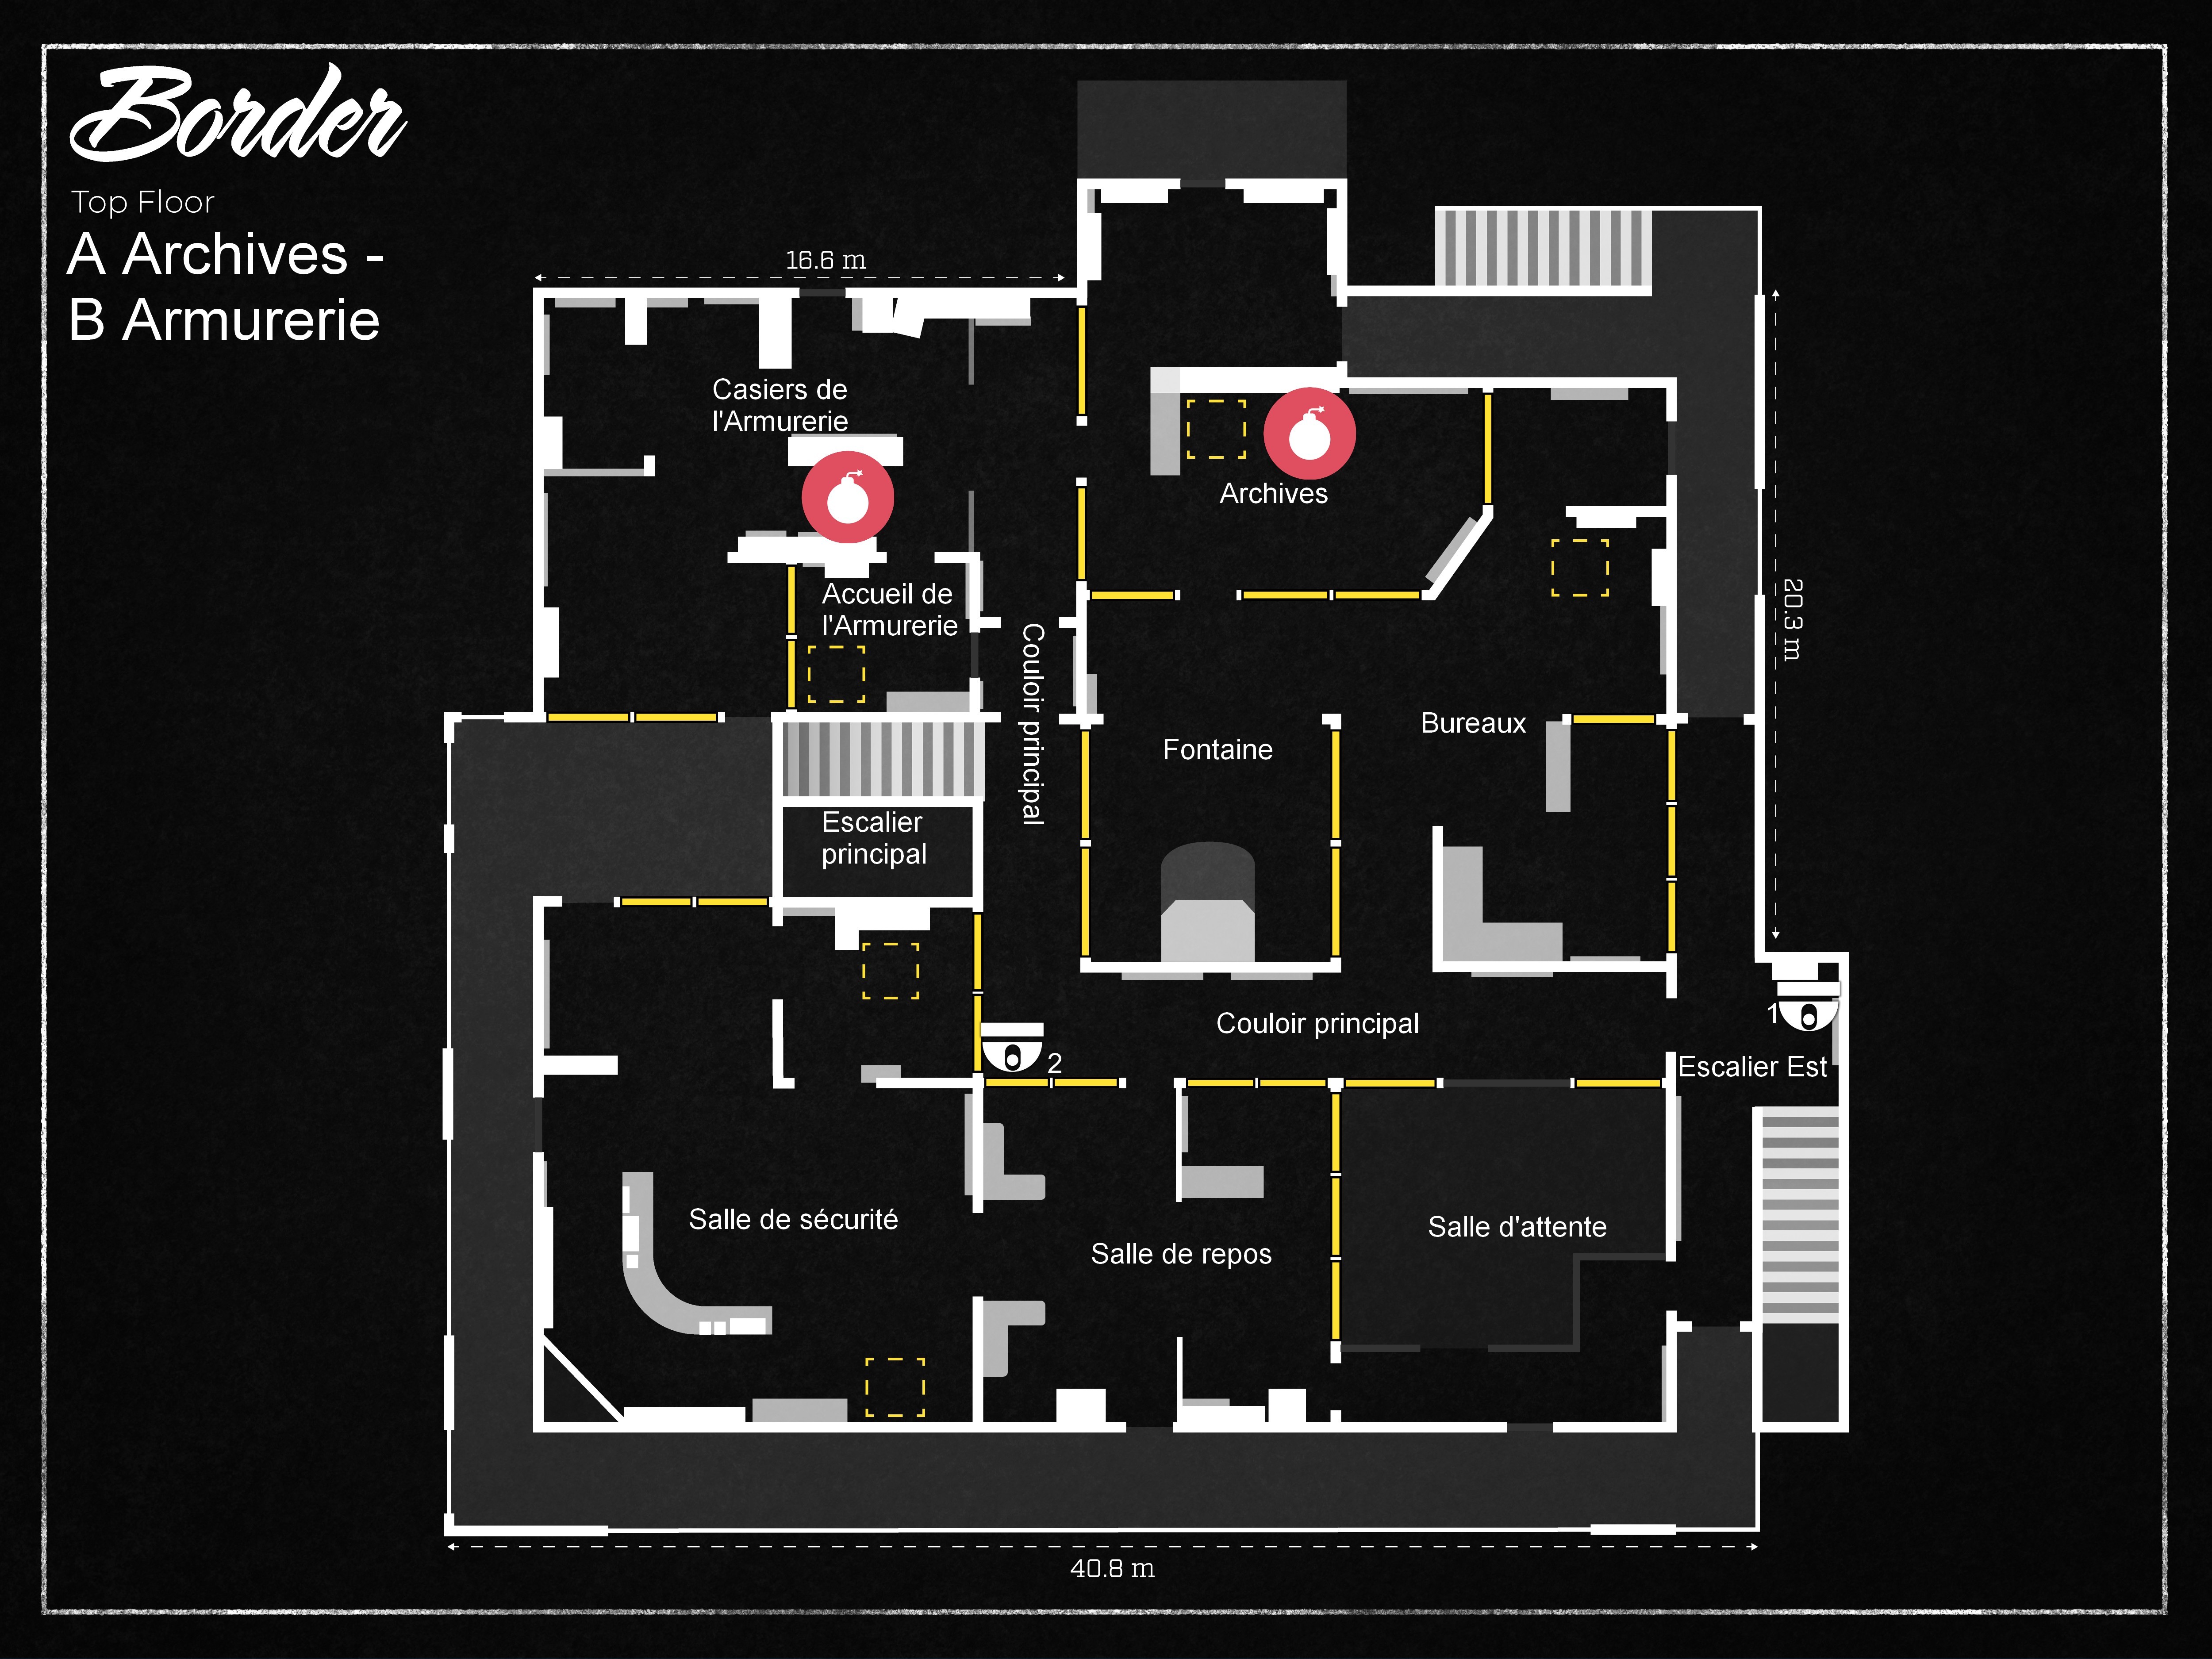 Border
Top Floor
A Archives -
B Armurerie
16.6 m
Casiers de
l'Armurerie
Archives
Accueil de
l'Armurerie
20.3 m
Couloir principal
Fontaine
Bureaux
Escalier
principal
1
Couloir principal
2
Escalier Est
Salle de sécurité
Salle de repos
Salle d'attente
40.8 m